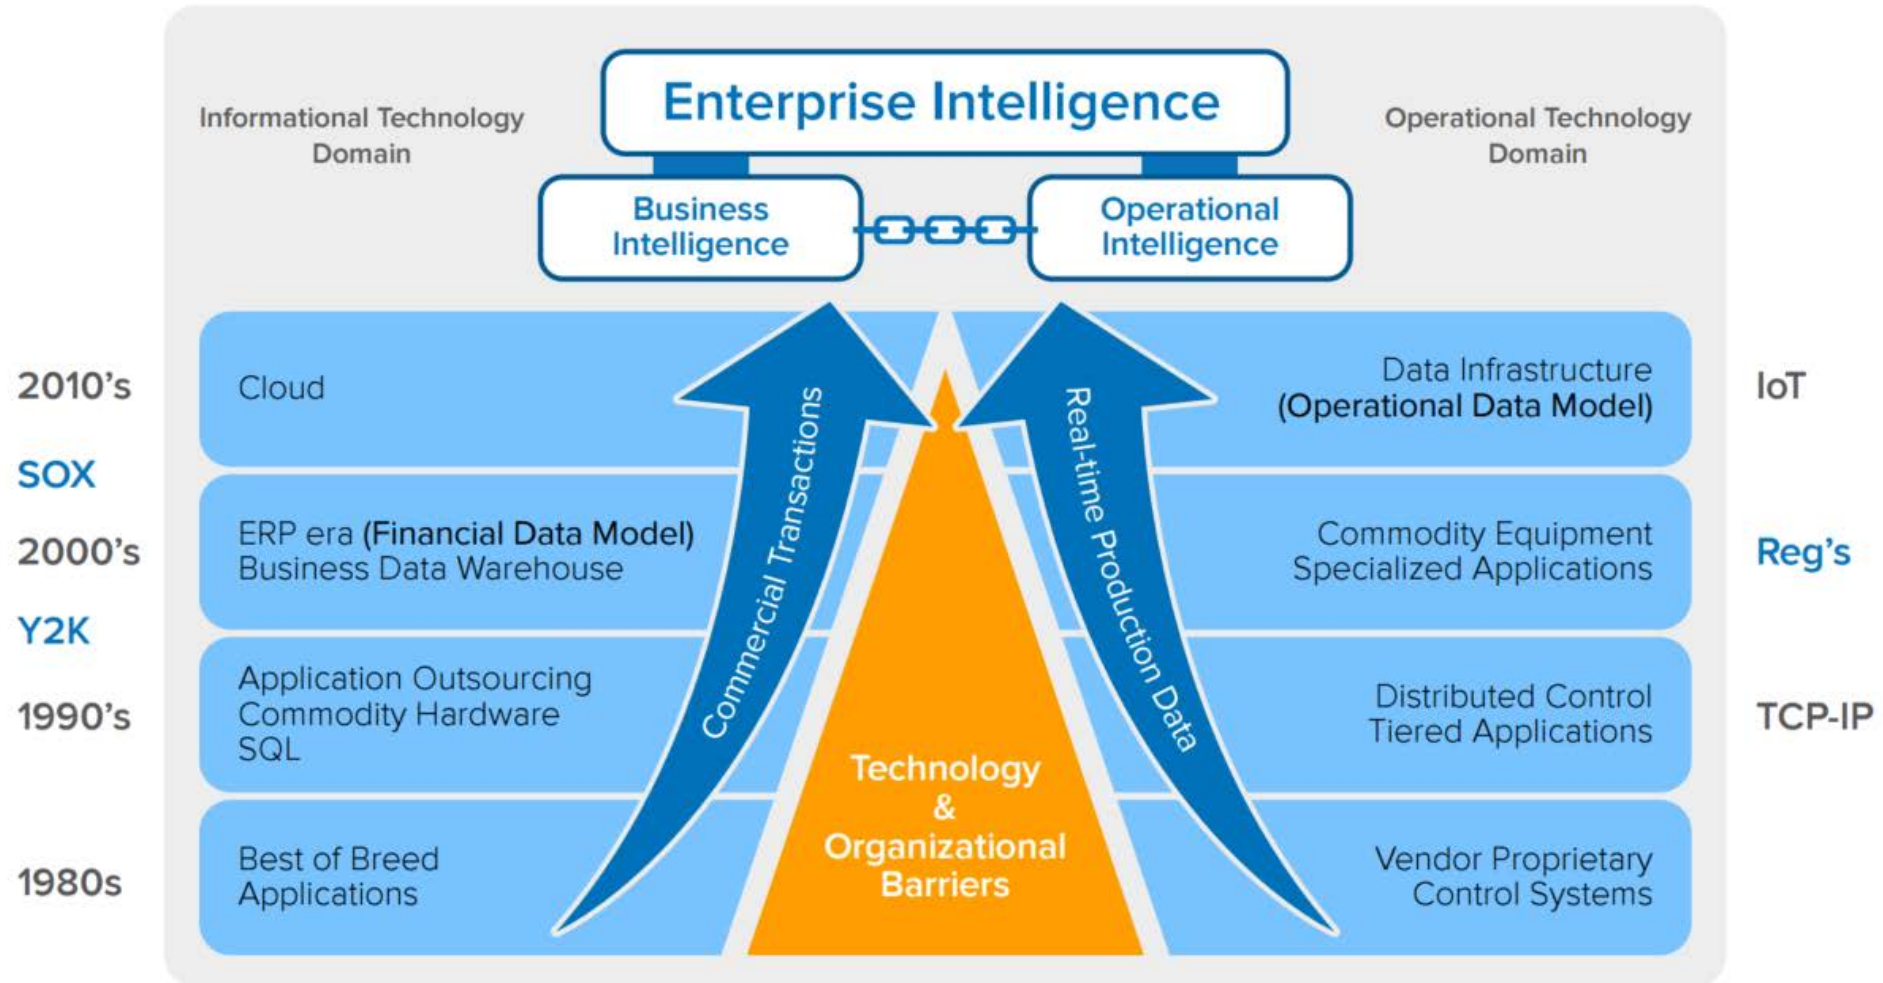 Enterprise Intelligence
Informational Technology
Domain
Operational Technology
Domain
Business
Intelligence
Operational
Intelligence
2010’s
Cloud
Commercial Transactions
Real-time Production Data
Data Infrastructure
(Operational Data Model)
IoT
SOX
2000’s
ERP era (Financial Data Model)
Business Data Warehouse
Commodity Equipment
Specialized Applications
Reg’s
Y2K
1990’s
Application Outsourcing
Commodity Hardware
SQL
Distributed Control
Tiered Applications
TCP-IP
Technology
&
Organizational
Barriers
1980s
Best of Breed
Applications
Vendor Proprietary
Control Systems